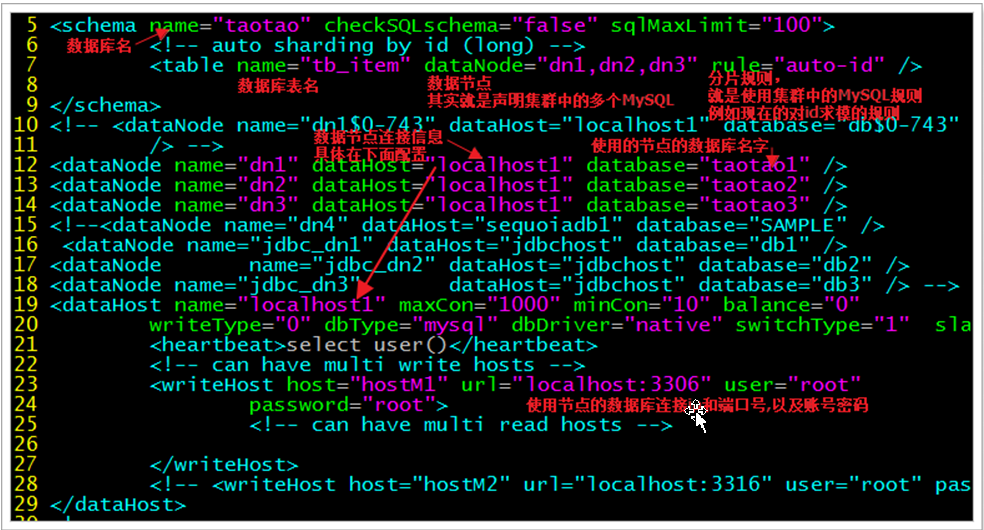 5 <schema name="taotao" checkSQLschema="false" sqlMaxLimit="100">
数据库名
6 <!-- auto sharding by id (long) -->
7 <table name="tb_item" dataNode="dn1,dn2,dn3" rule="auto-id" />
数据库表名
数据节点
其实就是声明集群中的多个MySQL
分片规则，
就是使用集群中的MySQL规则
例如现在的对id求模的规则
8
9 </schema>
10 <!-- <dataNode name="dn1$0-743" dataHost="localhost1" database="db$0-743"
11 /> -->
数据节点连接信息
具体在下面配置
使用的节点的数据库名字
12 <dataNode name="dn1" dataHost="localhost1" database="taotao1" />
13 <dataNode name="dn2" dataHost="localhost1" database="taotao2" />
14 <dataNode name="dn3" dataHost="localhost1" database="taotao3" />
15 <!--<dataNode name="dn4" dataHost="sequoiadb1" database="SAMPLE" />
16 <dataNode name="jdbc_dn1" dataHost="jdbchost" database="db1" />
17 <dataNode name="jdbc_dn2" dataHost="jdbchost" database="db2" />
18 <dataNode name="jdbc_dn3" dataHost="jdbchost" database="db3" /> -->
19 <dataHost name="localhost1" maxCon="1000" minCon="10" balance="0"
20 writeType="0" dbType="mysql" dbDriver="native" switchType="1" sla
21 <heartbeat>select user()</heartbeat>
22 <!-- can have multi write hosts -->
23 <writeHost host="hostM1" url="localhost:3306" user="root"
24 password="root">
使用节点的数据库连接 和端口号,以及账号密码
25 <!-- can have multi read hosts -->
26
27 </writeHost>
28 <!-- <writeHost host="hostM2" url="localhost:3316" user="root" pas
29 </dataHost>